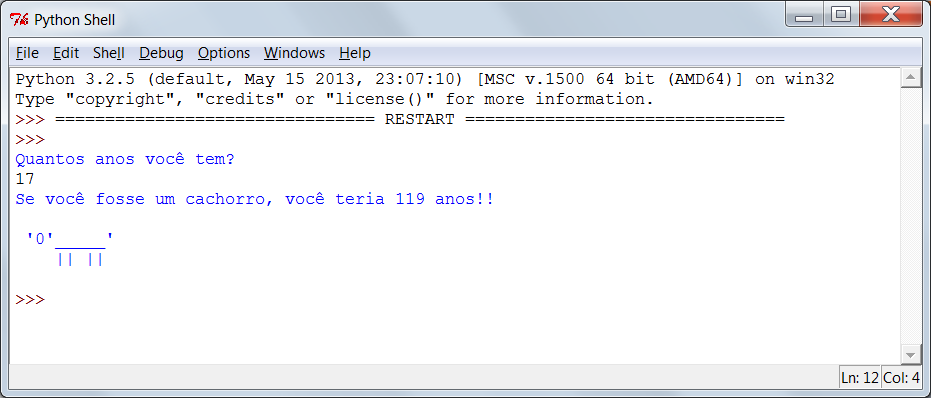 Python Shell
File Edit Shell Debug Options Windows Help
Python 3.2.5 (default, May 15 2013, 23:07:10) [MSC v.1500 64 bit (AMD64)] on win32
Type "copyright", "credits" or "license()" for more information.
>>> ================================ RESTART ================================
>>>
Quantos anos você tem?
17
Se você fosse um cachorro, você teria 119 anos!!
 '0'_____'
    || ||
>>>
Ln: 12 Col: 4